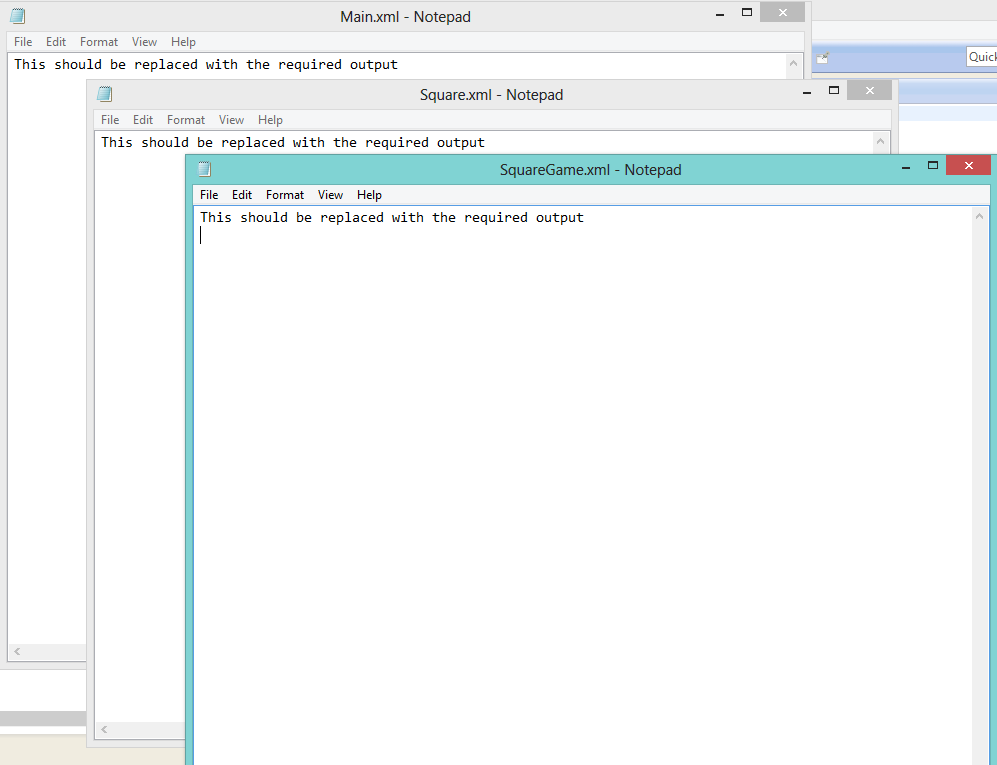 Main.xml - Notepad
File Edit Format View Help
This should be replaced with the required output
Quick
Square.xml - Notepad
File Edit Format View Help
This should be replaced with the required output
SquareGame.xml - Notepad
File Edit Format View Help
This should be replaced with the required output